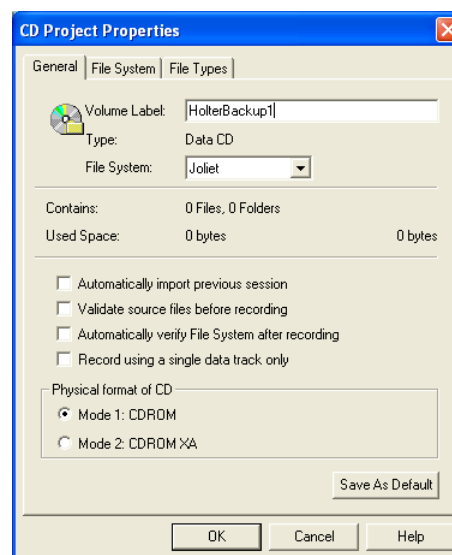 CD Project Properties
General File System File Types
Volume Label: HolterBackup1
Type: Data CD
File System: Joliet
Contains: 0 Files, 0 Folders
Used Space: 0 bytes 0 bytes
Automatically import previous session
Validate source files before recording
Automatically verify File System after recording
Record using a single data track only
Physical format of CD
Mode 1: CDROM
Mode 2: CDROM XA
Save As Default
OK Cancel Help